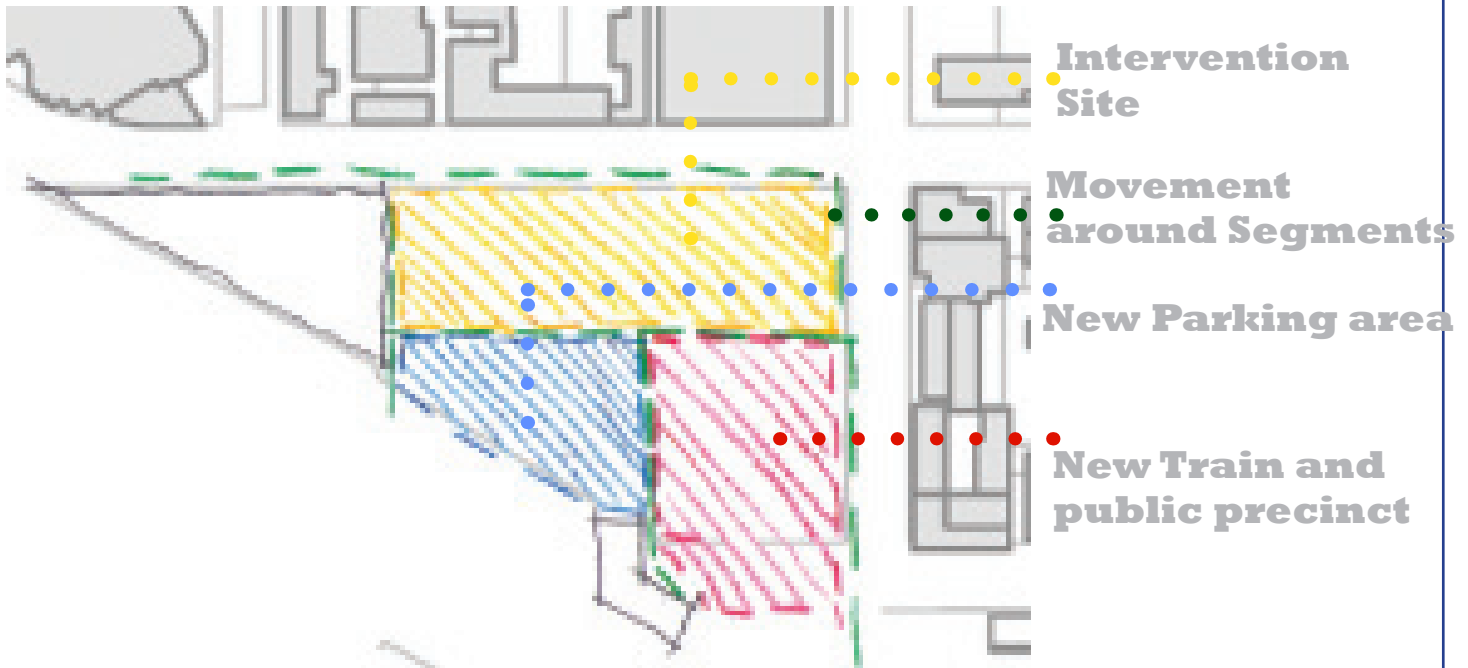 Intervention
Site
Movement
around Segments
New Parking area
New Train and
public precinct